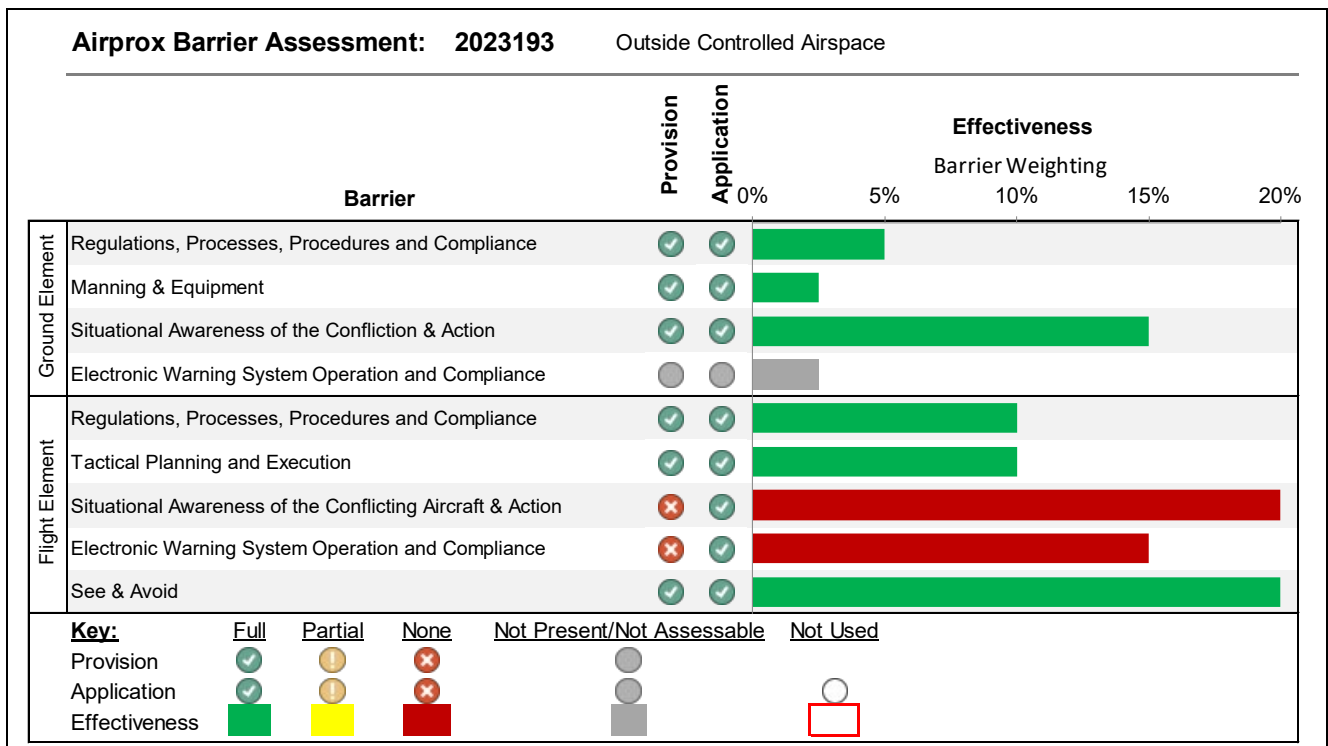 Airprox Barrier Assessment: 2023193 Outside Controlled Airspace
Provision
Application
Effectiveness
Barrier Weighting
Barrier
0% 5% 10% 15% 20%
Ground Element
Regulations, Processes, Procedures and Compliance
Manning & Equipment
Situational Awareness of the Confliction & Action
Electronic Warning System Operation and Compliance
Flight Element
Regulations, Processes, Procedures and Compliance
Tactical Planning and Execution
Situational Awareness of the Conflicting Aircraft & Action
Electronic Warning System Operation and Compliance
See & Avoid
Key: Full Partial None Not Present/Not Assessable Not Used
Provision
Application
Effectiveness